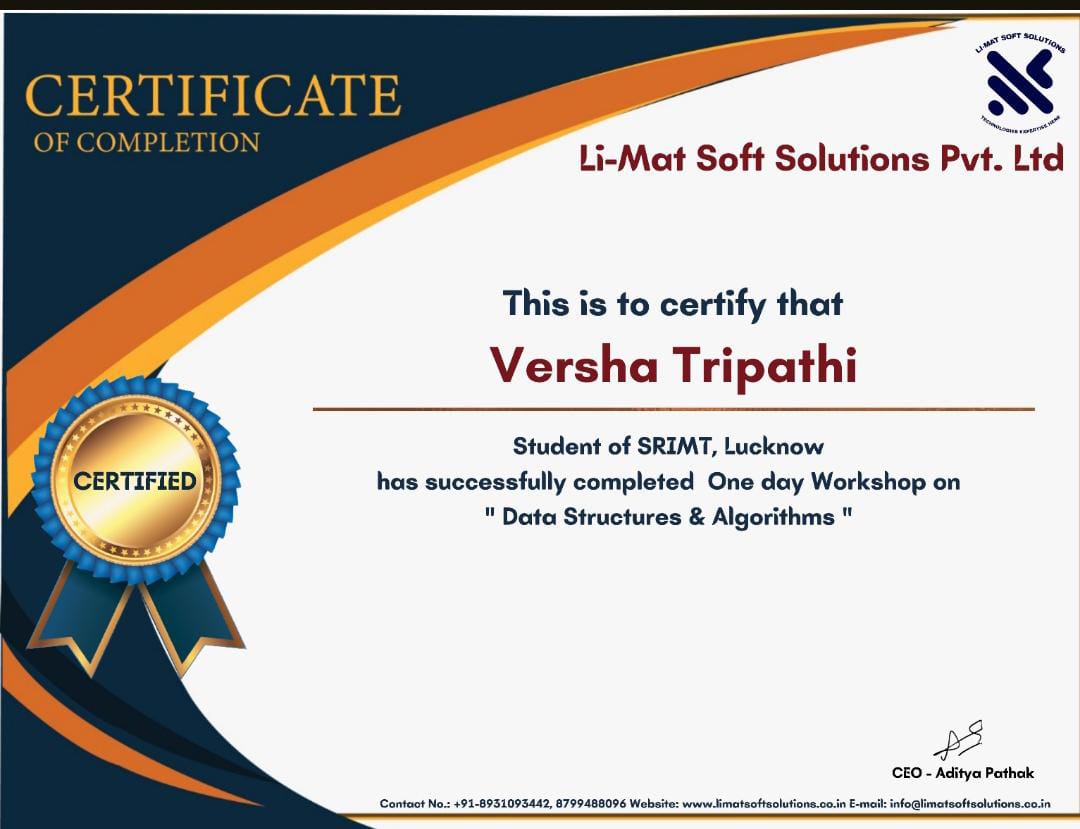 CERTIFICATE
OF COMPLETION
LI-MAT SOFT SOLUTIONS
TECHNOLOGIES EXPERTISE HERE
Li-Mat Soft Solutions Pvt. Ltd
This is to certify that
Versha Tripathi
CERTIFIED
Student of SRIMT, Lucknow
has successfully completed One day Workshop on
" Data Structures & Algorithms "
CEO - Aditya Pathak
Contact No.: +91-8931093442, 8799488096 Website: www.limatsoftsolutions.co.in E-mail: info@limatsoftsolutions.co.in